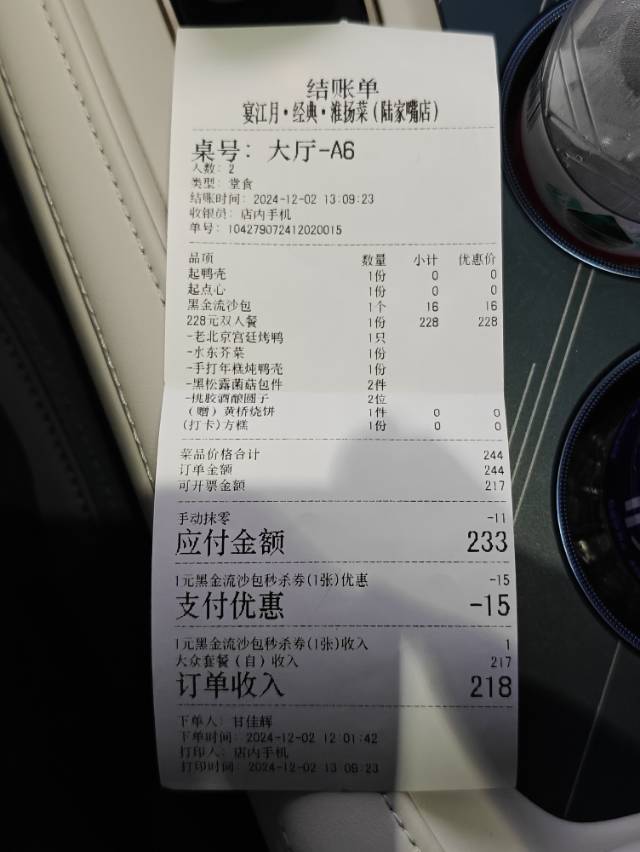 结账单
宴江月·经典·淮扬菜(陆家嘴店)
桌号: 大厅-A6
人数: 2
类型: 堂食
结账时间: 2024-12-02 13:09:23
收银员: 店内手机
单号: 104279072412020015
品项 数量 小计 优惠价
起鸭壳 1份 0 0
起点心 1份 0 0
黑金流沙包 1个 16 16
228元双人餐 1份 228 228
-老北京宫廷烤鸭 1只
-水东芥菜 1份
-手打年糕炖鸭壳 1份
-黑松露菌菇包件 2件
-桃胶酒酿圆子 2位
(赠)黄桥烧饼 1件 0 0
(打卡)方糕 1份 0 0
菜品价格合计 244
订单金额 244
可开票金额 217
手动抹零 -11
应付金额 233
1元黑金流沙包秒杀券(1张)优惠 -15
支付优惠 -15
1元黑金流沙包秒杀券(1张)收入 1
大众套餐(自)收入 217
订单收入 218
下单人: 甘佳辉
下单时间: 2024-12-02 12:01:42
打印人: 店内手机
打印时间: 2024-12-02 13:09:23